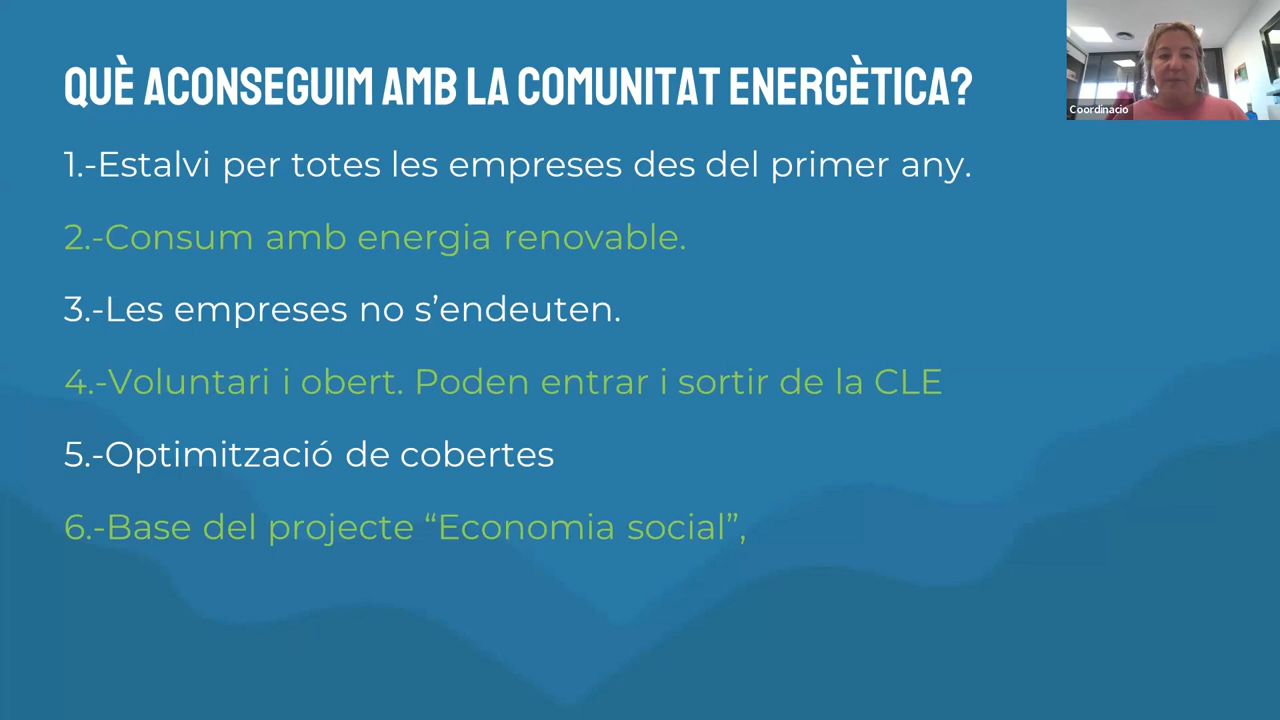 QUÈ ACONSEGUIM AMB LA COMUNITAT ENERGÈTICA?
Coordinacio
1.-Estalvi per totes les empreses des del primer any.
2.-Consum amb energia renovable.
3.-Les empreses no s’endeuten.
4.-Voluntari i obert. Poden entrar i sortir de la CLE
5.-Optimització de cobertes
6.-Base del projecte “Economia social”,